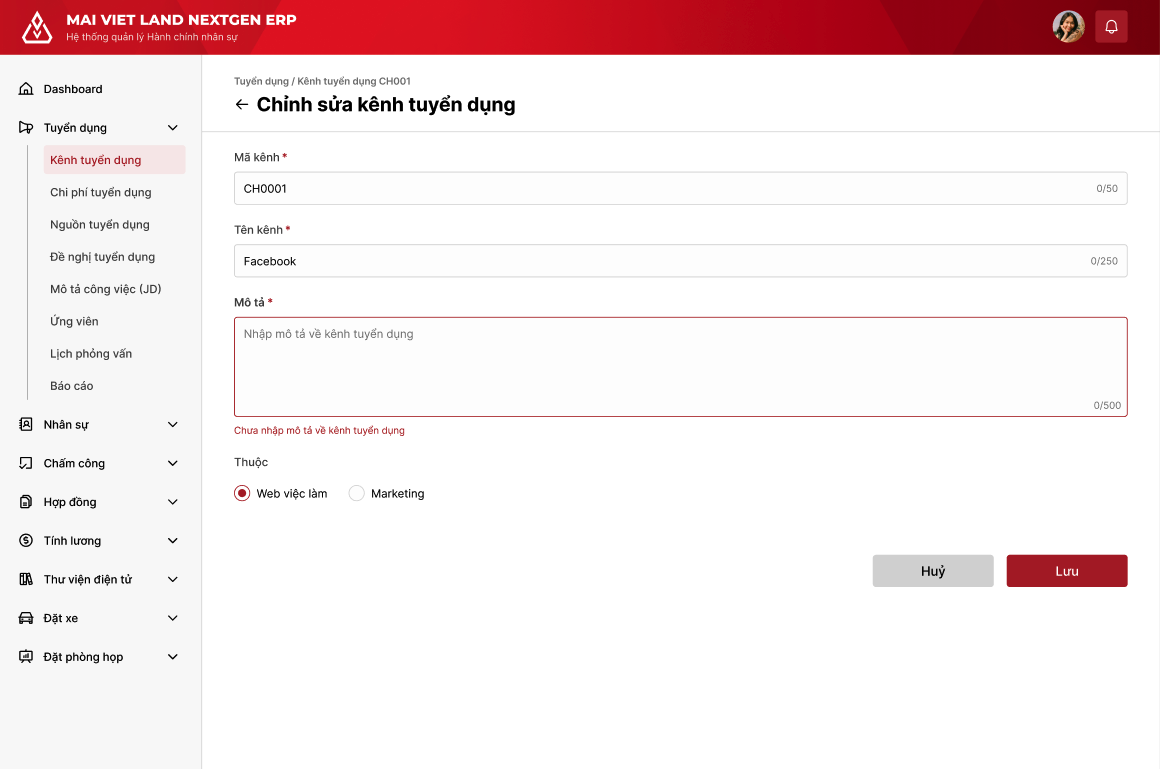 MAI VIET LAND NEXTGEN ERP
Hệ thống quản lý Hành chính nhân sự
Dashboard
Tuyển dụng
Kênh tuyển dụng
Chi phí tuyển dụng
Nguồn tuyển dụng
Đề nghị tuyển dụng
Mô tả công việc (JD)
Ứng viên
Lịch phỏng vấn
Báo cáo
Nhân sự
Chấm công
Hợp đồng
Tính lương
Thư viện điện tử
Đặt xe
Đặt phòng họp
Tuyển dụng / Kênh tuyển dụng CH001
Chỉnh sửa kênh tuyển dụng
Mã kênh *
CH0001 0/50
Tên kênh *
Facebook 0/250
Mô tả *
Nhập mô tả về kênh tuyển dụng
0/500
Chưa nhập mô tả về kênh tuyển dụng
Thuộc
Web việc làm Marketing
Huỷ Lưu